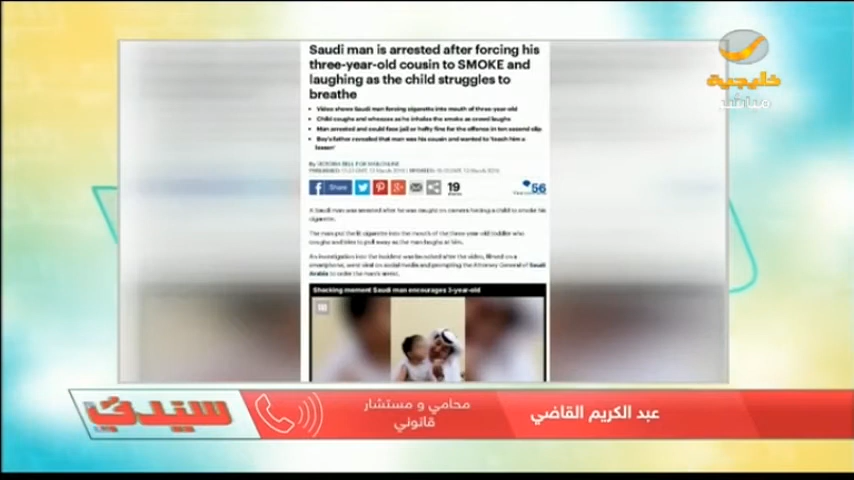 خليجية
مباشر
Saudi man is arrested after forcing his
three-year-old cousin to SMOKE and
laughing as the child struggles to
breathe
Video shows Saudi man forcing cigarette into mouth of three-year-old
Child coughs and wheezes as he inhales the smoke as crowd laughs
Man arrested and could face jail or hefty fine for the offence in ten second clip
Boy's father revealed that man was his cousin and wanted to 'teach him a
lesson'
By VICTORIA BELL FOR MAILONLINE
Share
19
shares
56
A Saudi man was arrested after he was caught on camera forcing a child to smoke his
cigarette.
The man put the lit cigarette into the mouth of the three year old toddler who
coughs and tries to pull away as the man laughs at him.
An investigation into the incident was launched after the video, filmed on a
smartphone, went viral on social media and prompting the Attorney General of Saudi
Arabia to order the man's arrest.
Shocking moment Saudi man encourages 3-year-old
عبد الكريم القاضي
محامي و مستشار
قانوني
سيدتي